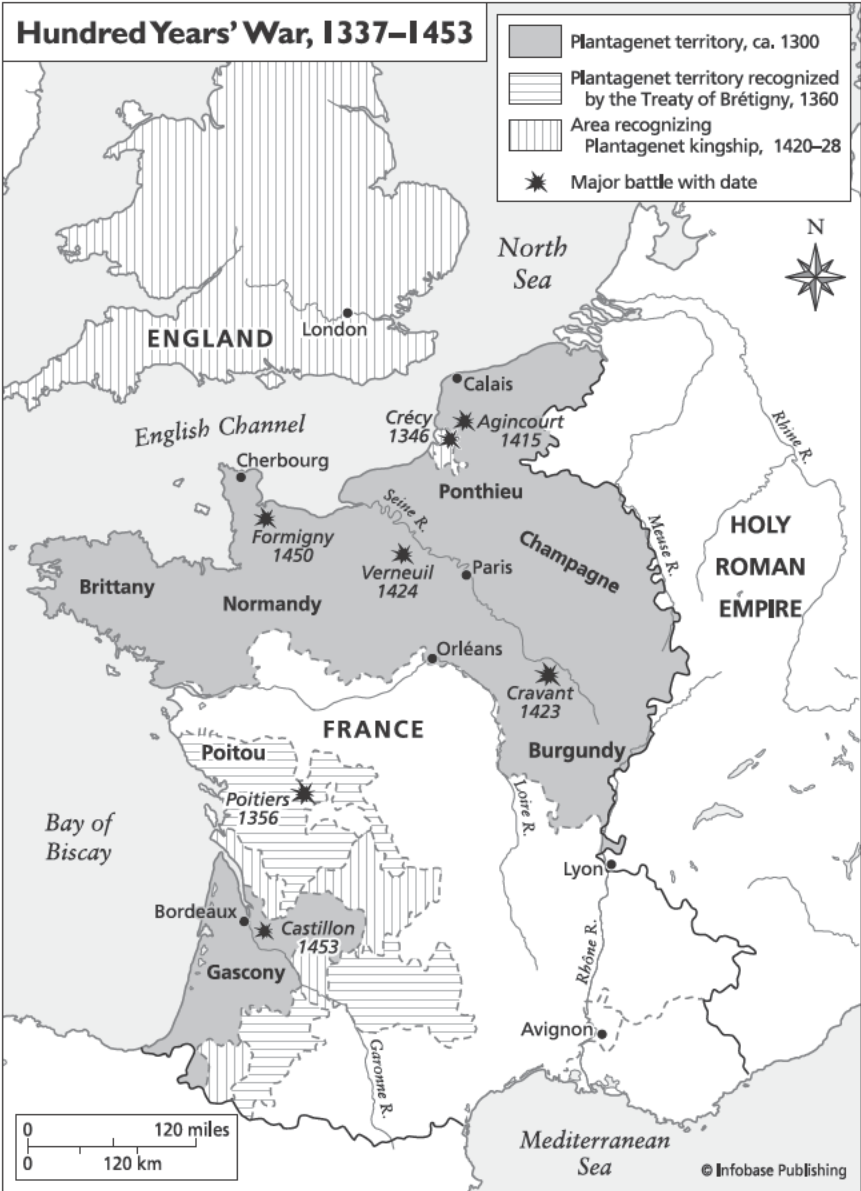 Hundred Years' War, 1337–1453
Plantagenet territory, ca. 1300
Plantagenet territory recognized
by the Treaty of Brétigny, 1360
Area recognizing
Plantagenet kingship, 1420–28
Major battle with date
N
North
Sea
London
ENGLAND
Calais
English Channel
Crécy
1346
Agincourt
1415
Rhine R.
Cherbourg
Ponthieu
Seine R.
Meuse R.
Formigny
1450
Champagne
HOLY
ROMAN
EMPIRE
Verneuil
1424
Paris
Brittany
Normandy
Orléans
Cravant
1423
FRANCE
Poitou
Burgundy
Poitiers
1356
Loire R.
Bay of
Biscay
Lyon
Bordeaux
Castillon
1453
Rhône R.
Gascony
Avignon
Garonne R.
0 120 miles
0 120 km
Mediterranean
Sea
© Infobase Publishing